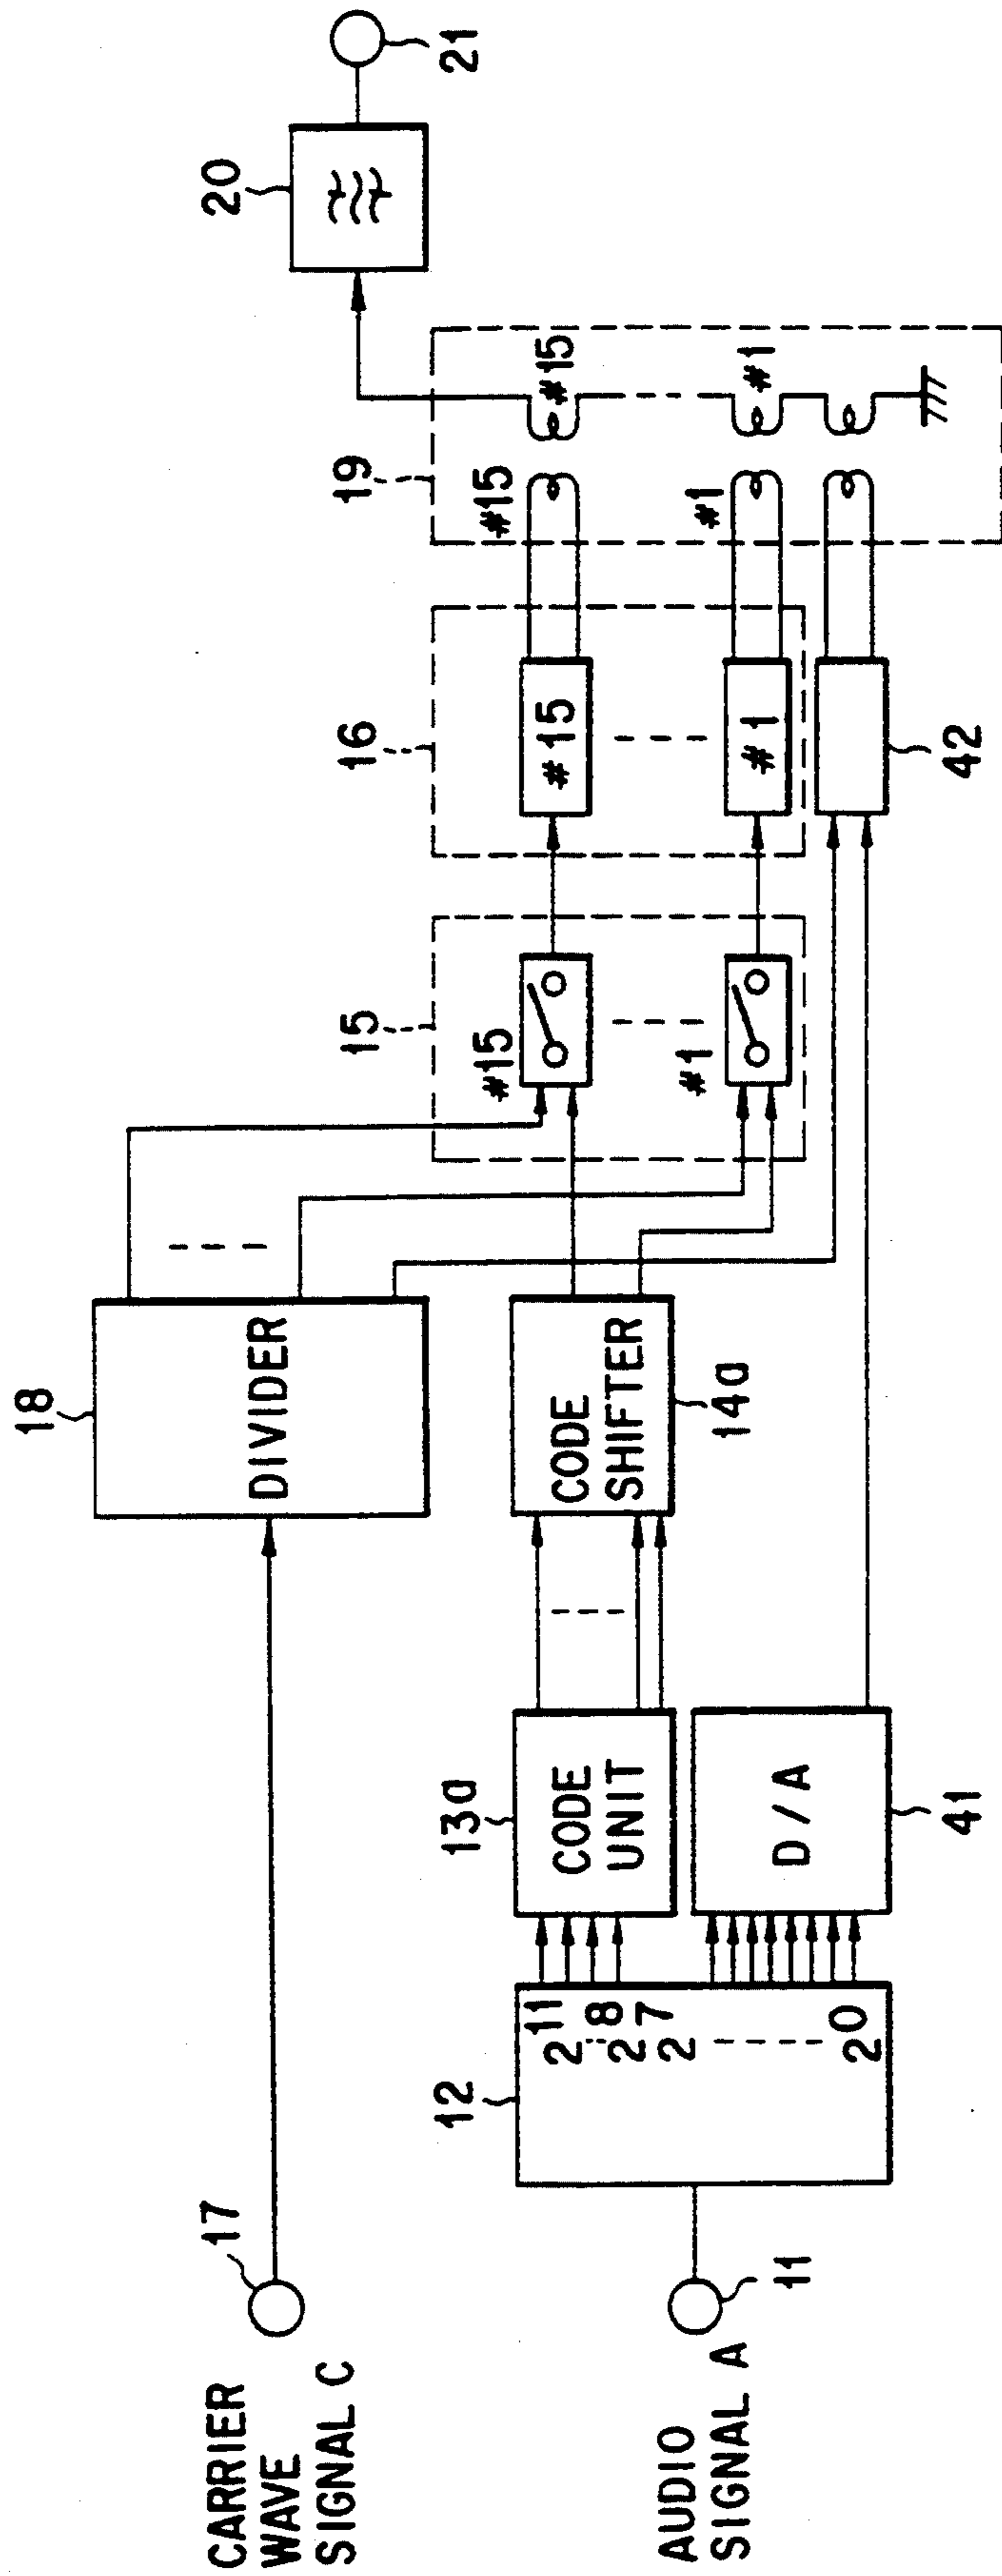 CARRIER
WAVE
SIGNAL C
17
18
DIVIDER
20
21
19
#15
#15
#1
#1
16
#15
#1
42
15
#15
#1
CODE
SHIFTER
14a
13a
CODE
UNIT
D/A
41
12
2^11
2^8
2^7
2^0
AUDIO
SIGNAL A
11